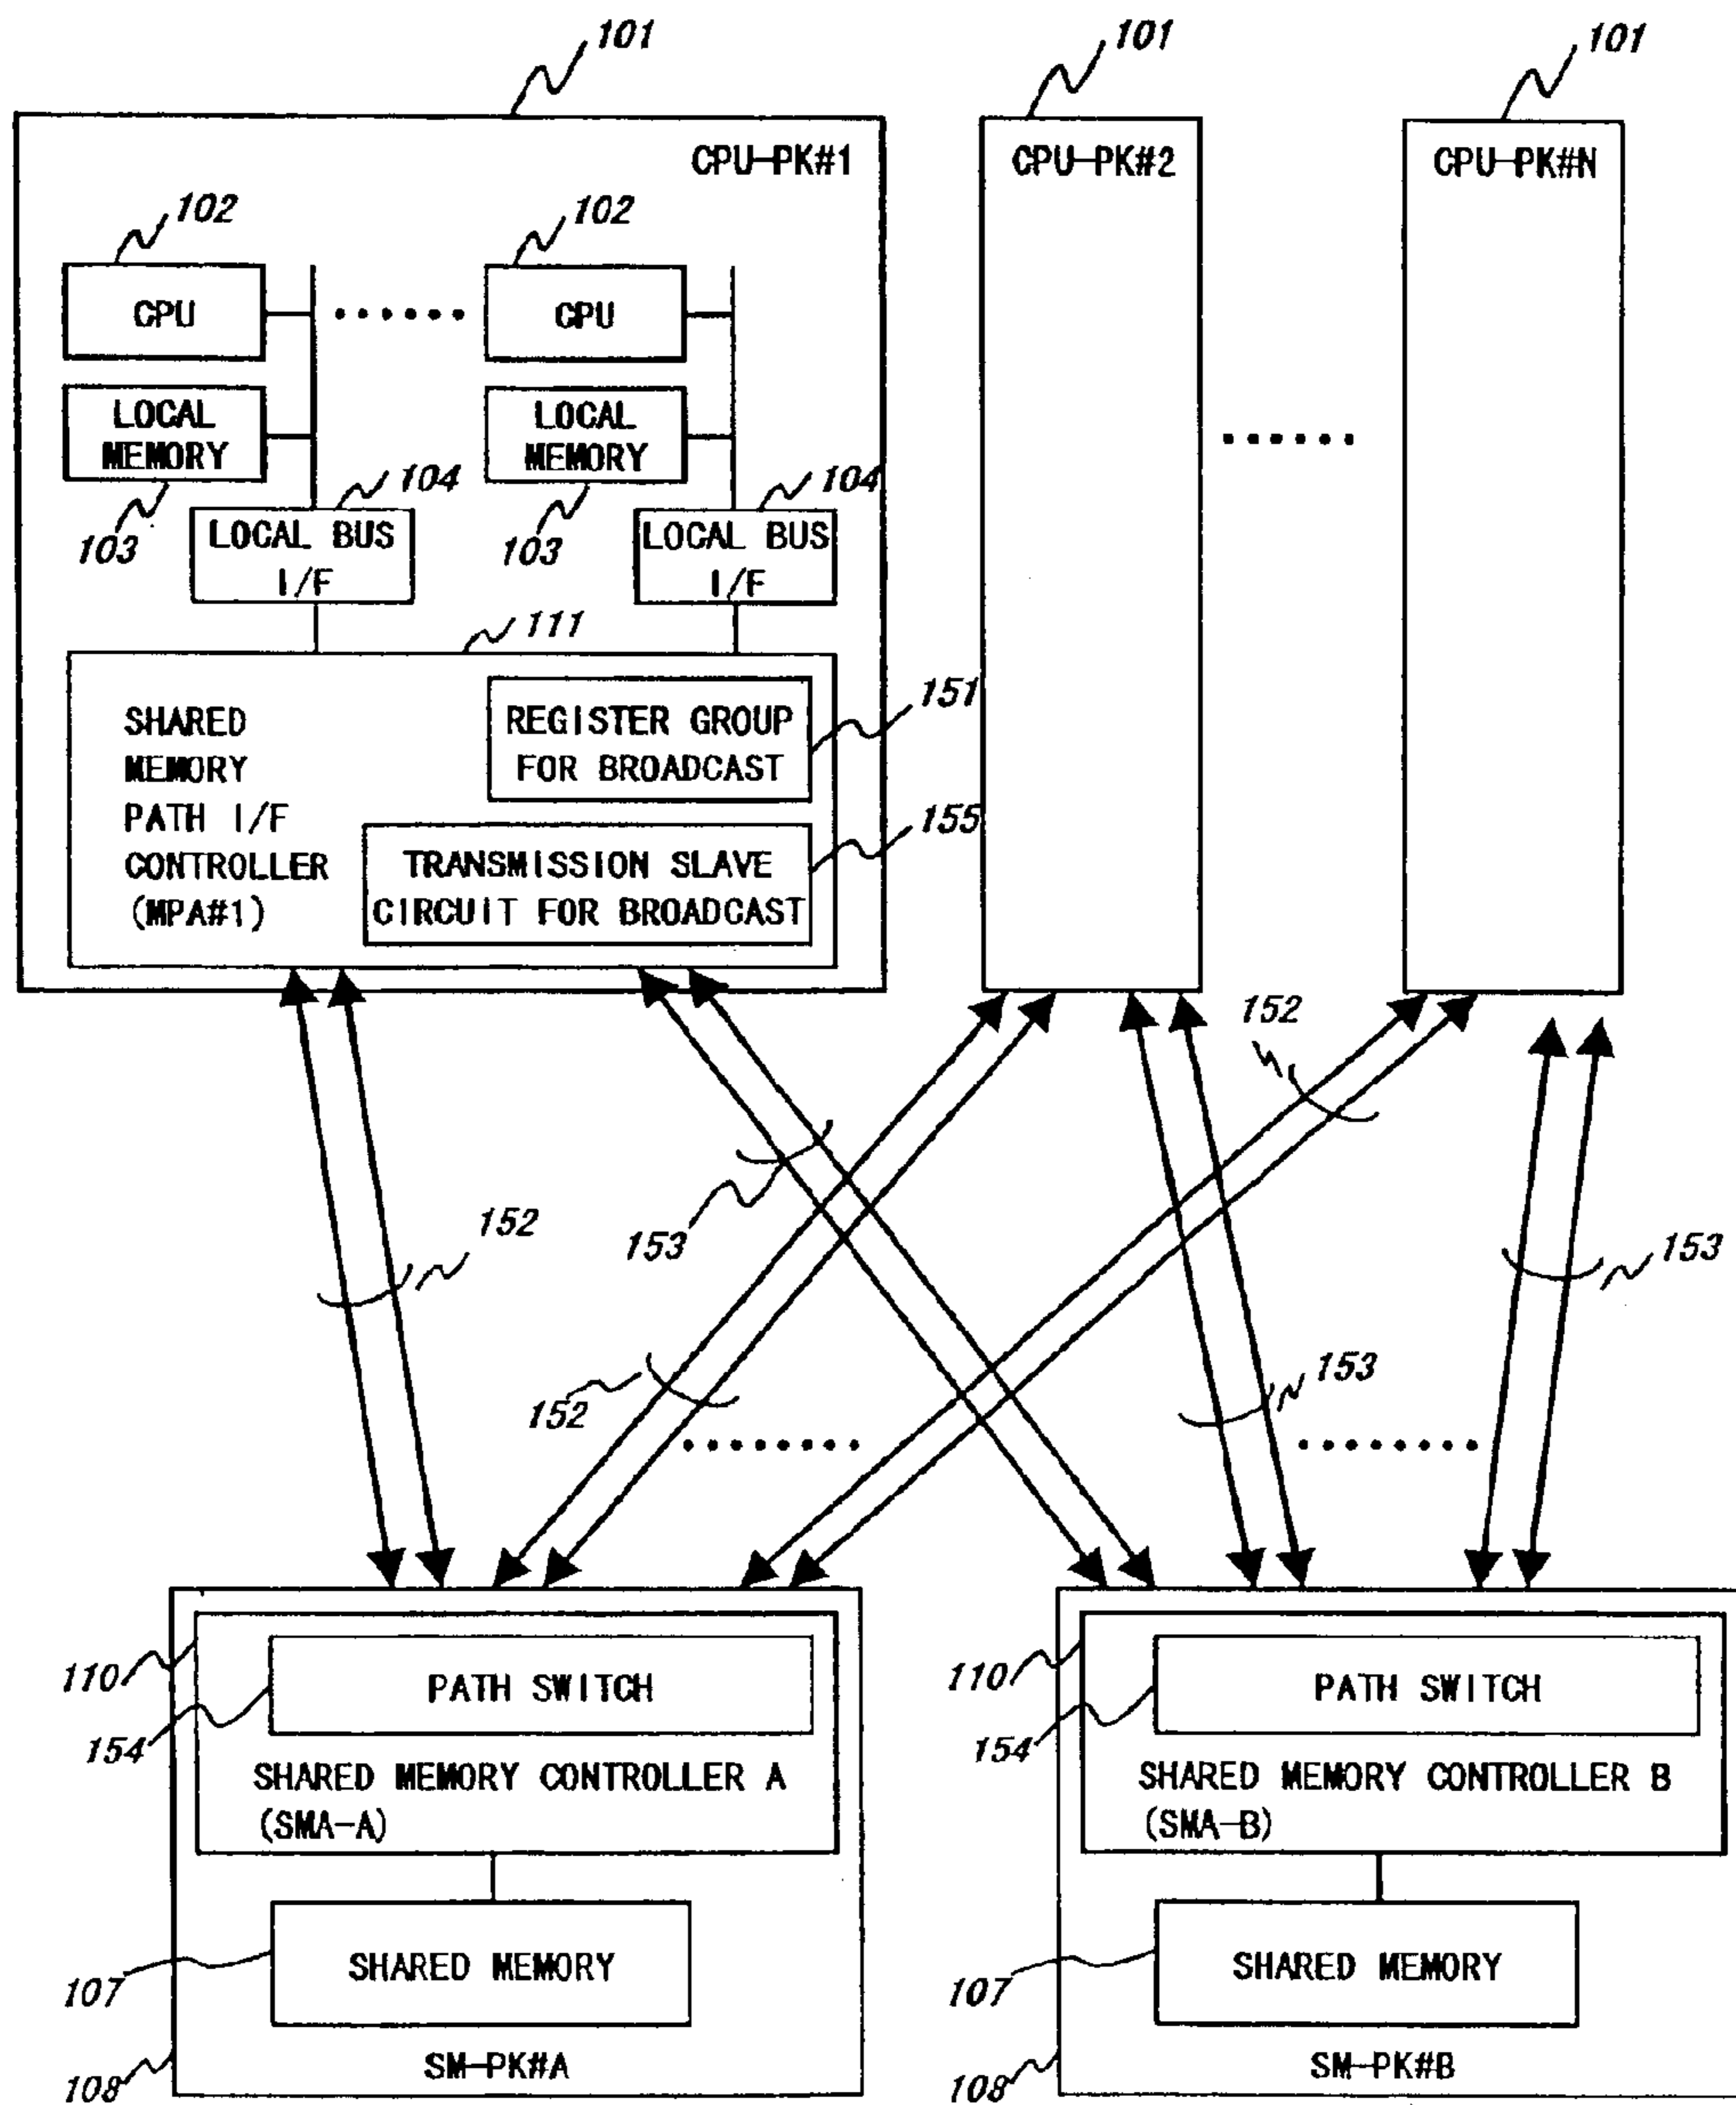 101
101
101
CPU-PK#1
CPU-PK#2
CPU-PK#N
102
102
CPU
CPU
LOCAL
MEMORY
LOCAL
MEMORY
104
104
103
103
LOCAL BUS
I/F
LOCAL BUS
I/F
111
151
SHARED
MEMORY
PATH I/F
CONTROLLER
(MPA#1)
REGISTER GROUP
FOR BROADCAST
155
TRANSMISSION SLAVE
CIRCUIT FOR BROADCAST
152
152
153
153
152
153
110
PATH SWITCH
110
PATH SWITCH
154
154
SHARED MEMORY CONTROLLER A
(SMA-A)
SHARED MEMORY CONTROLLER B
(SMA-B)
SHARED MEMORY
SHARED MEMORY
107
107
SM-PK#A
SM-PK#B
108
108